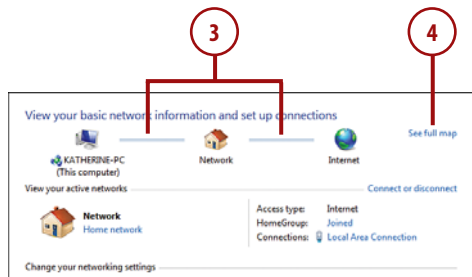 3
4
View your basic network information and set up connections
See full map
KATHERINE-PC
(This computer)
Network
Internet
View your active networks
Connect or disconnect
Network
Home network
Access type: Internet
HomeGroup: Joined
Connections: Local Area Connection
Change your networking settings